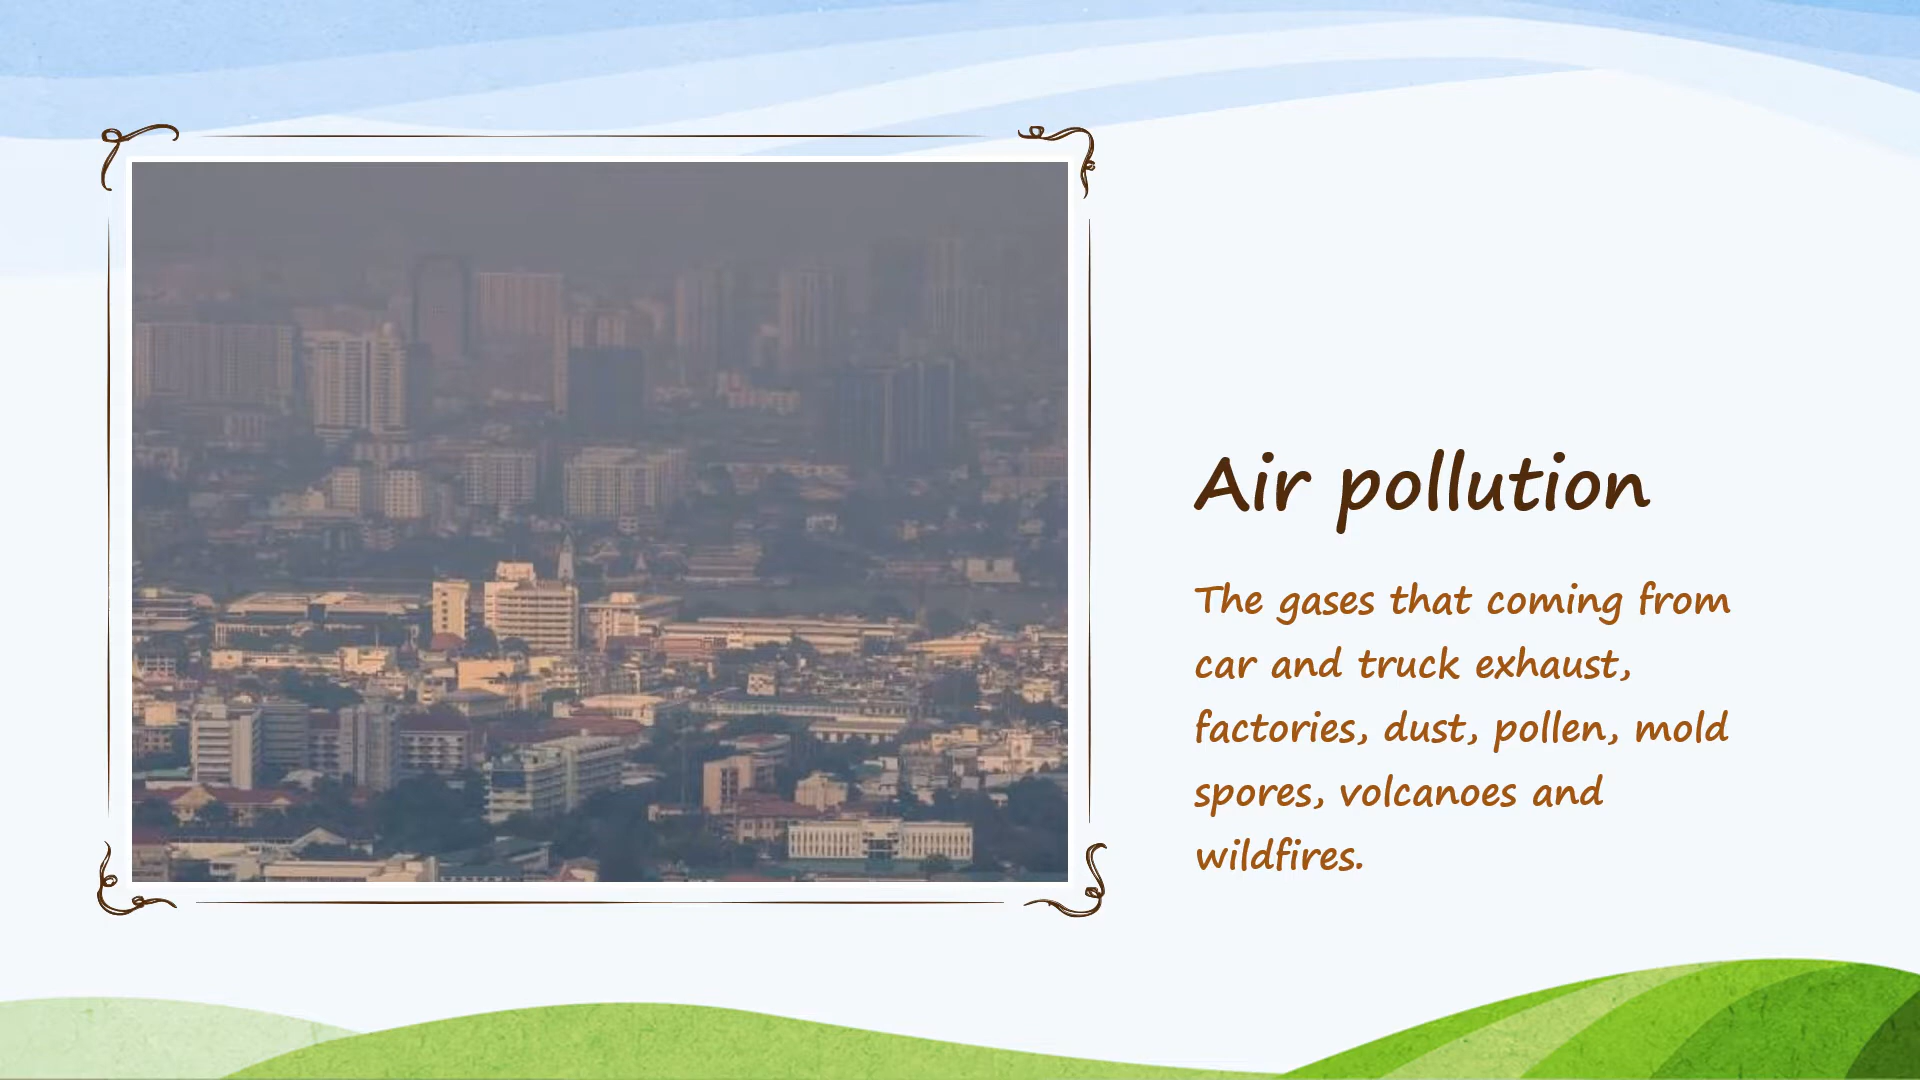 Air pollution
The gases that coming from
car and truck exhaust,
factories, dust, pollen, mold
spores, volcanoes and
wildfires.